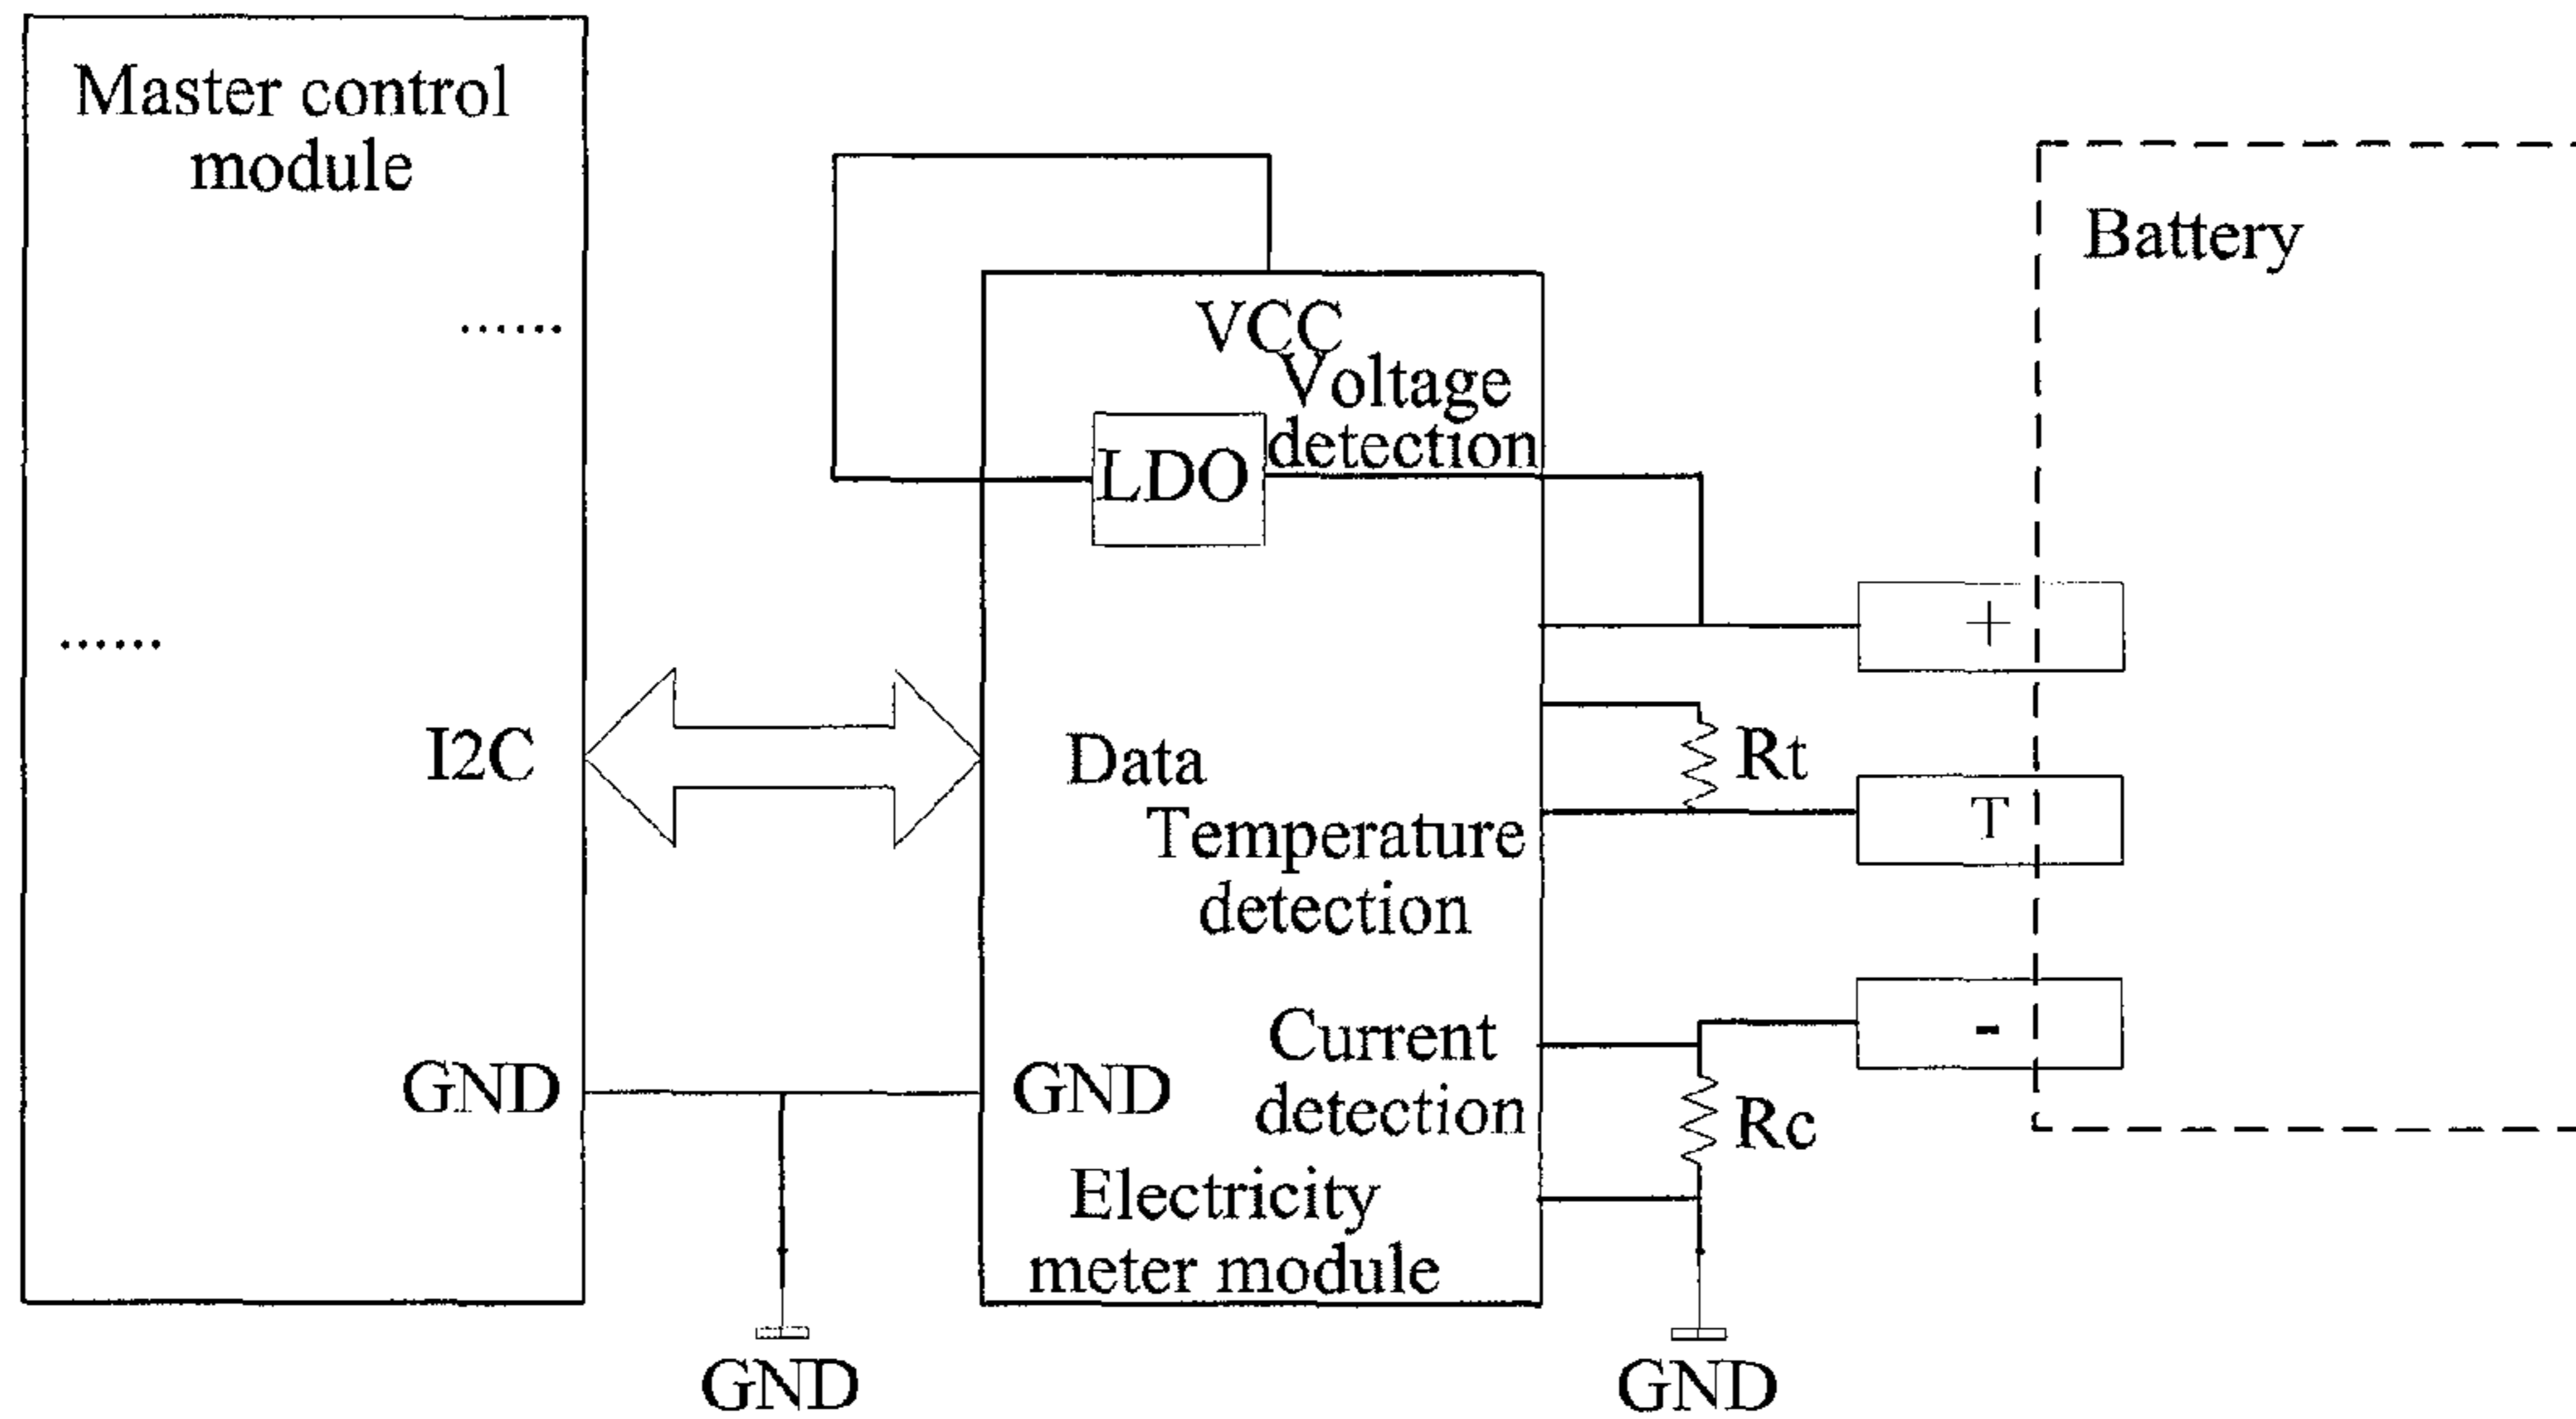 Master control
module
......
......
I2C
GND
GND
VCC
Voltage
detection
LDO
Data
Temperature
detection
Current
detection
GND
Electricity
meter module
Rt
Rc
GND
Battery
+
T
-